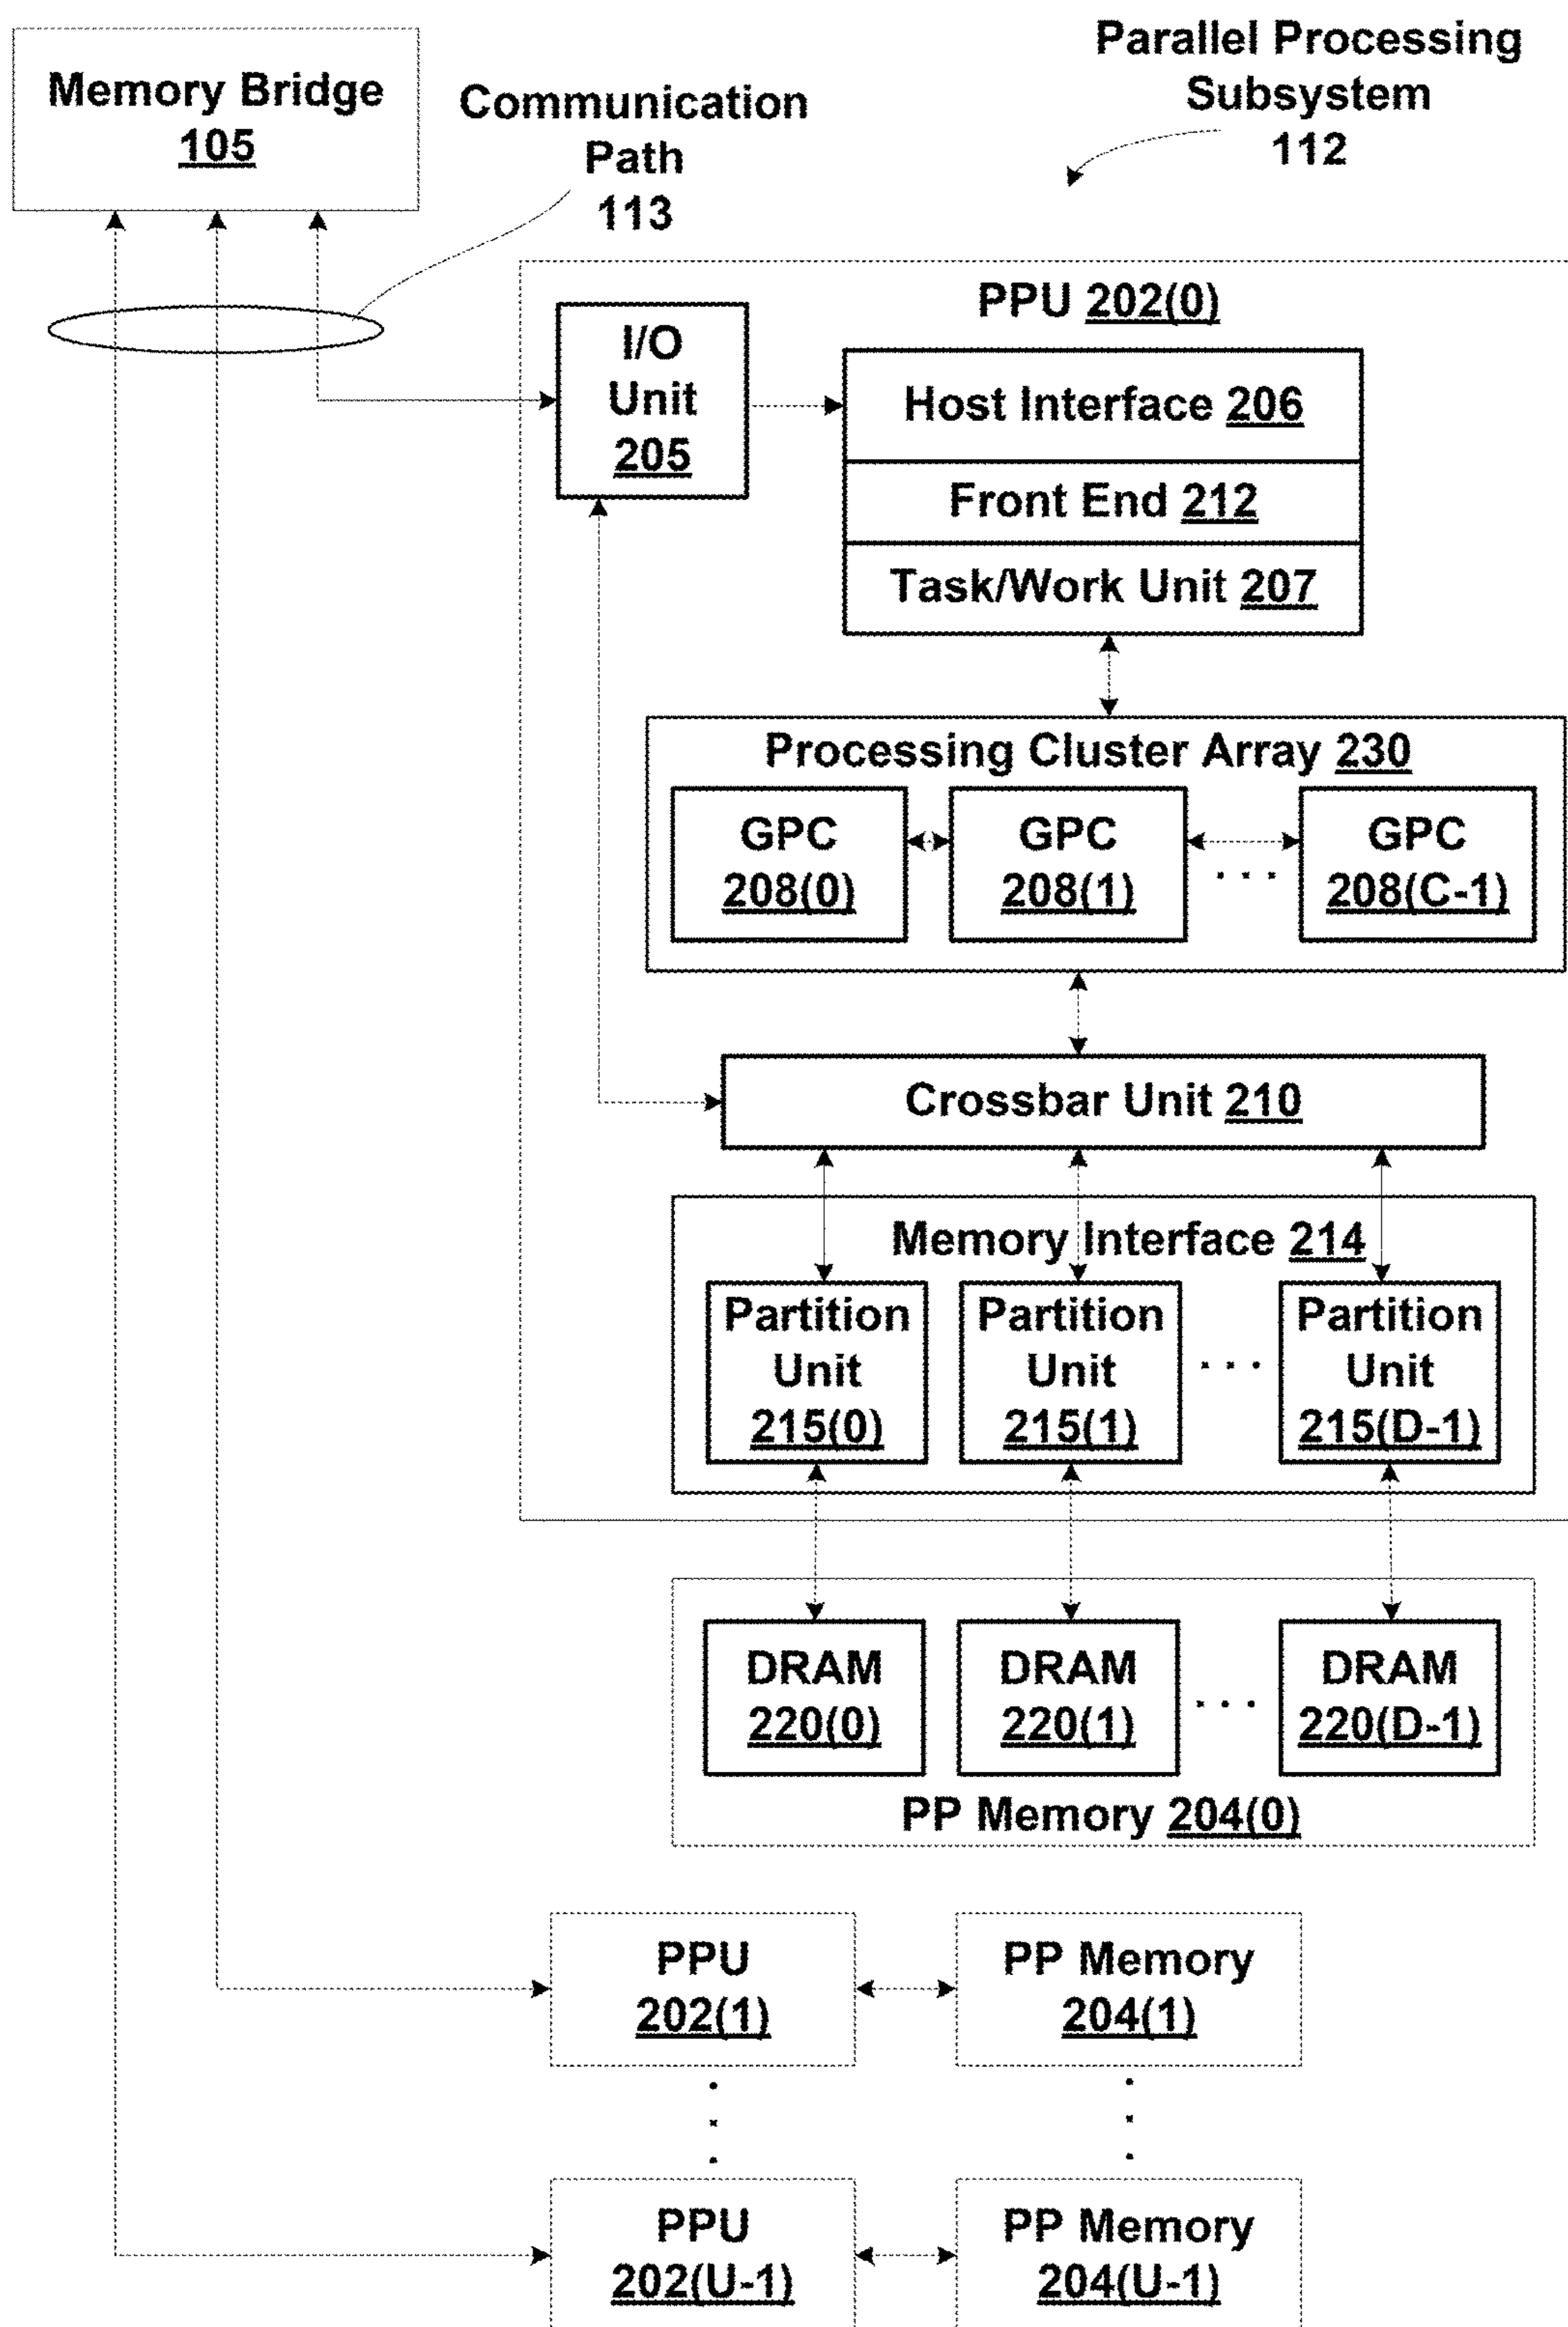 Parallel Processing
Subsystem
112
Memory Bridge
105
Communication
Path
113
PPU 202(0)
I/O
Unit
205
Host Interface 206
Front End 212
Task/Work Unit 207
Processing Cluster Array 230
GPC
208(0)
GPC
208(1)
. . .
GPC
208(C-1)
Crossbar Unit 210
Memory Interface 214
Partition
Unit
215(0)
Partition
Unit
215(1)
. . .
Partition
Unit
215(D-1)
DRAM
220(0)
DRAM
220(1)
. . .
DRAM
220(D-1)
PP Memory 204(0)
PPU
202(1)
PP Memory
204(1)
PPU
202(U-1)
PP Memory
204(U-1)